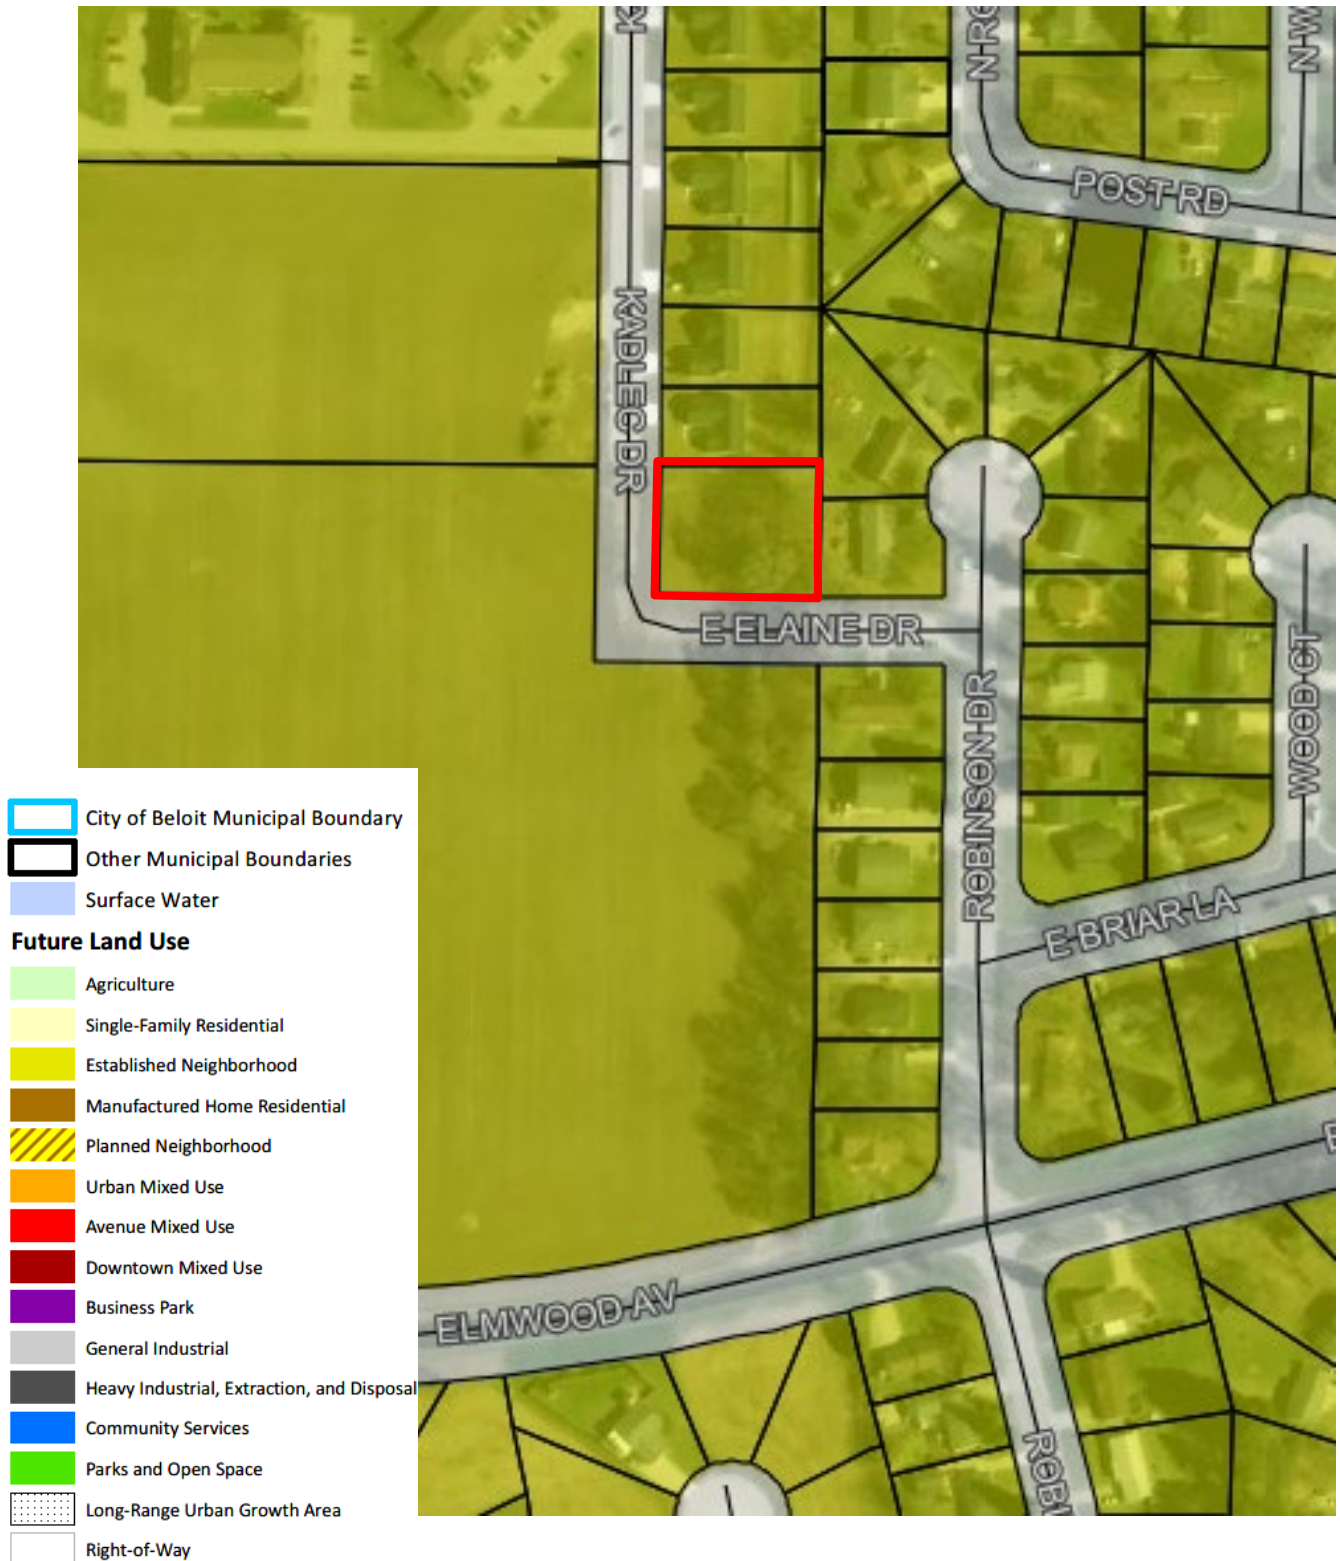 POST RD
KADLEC DR
E ELAINE DR
ROBINSON DR
WOOD CT
E BRIAR LA
ELMWOOD AV
City of Beloit Municipal Boundary
Other Municipal Boundaries
Surface Water
Future Land Use
Agriculture
Single-Family Residential
Established Neighborhood
Manufactured Home Residential
Planned Neighborhood
Urban Mixed Use
Avenue Mixed Use
Downtown Mixed Use
Business Park
General Industrial
Heavy Industrial, Extraction, and Disposal
Community Services
Parks and Open Space
Long-Range Urban Growth Area
Right-of-Way